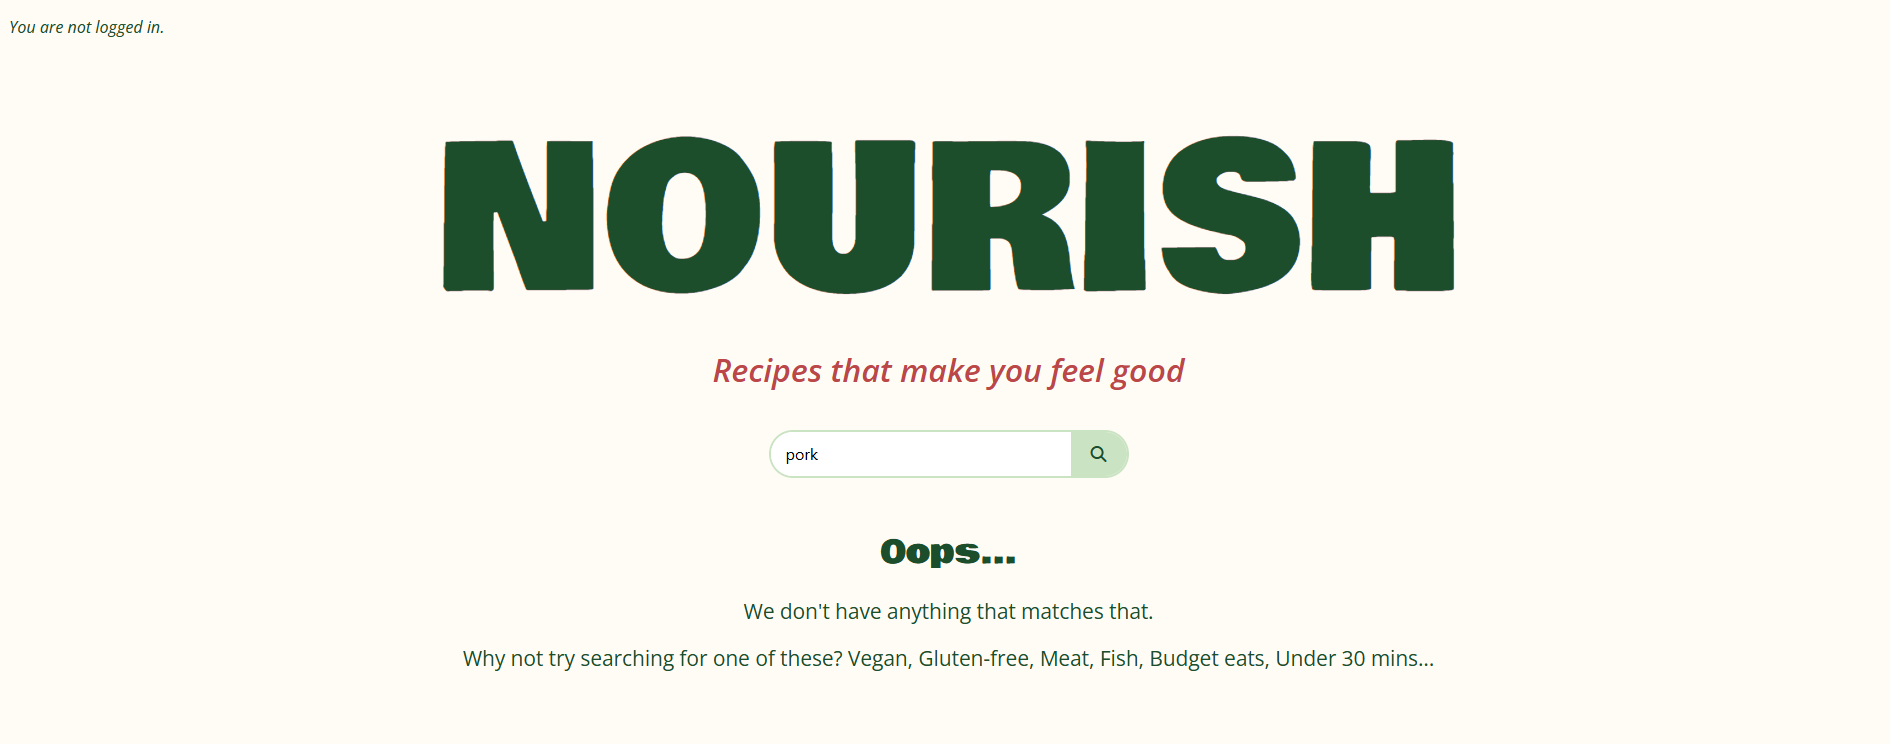 You are not logged in.
NOURISH
Recipes that make you feel good
pork
Oops...
We don't have anything that matches that.
Why not try searching for one of these? Vegan, Gluten-free, Meat, Fish, Budget eats, Under 30 mins...